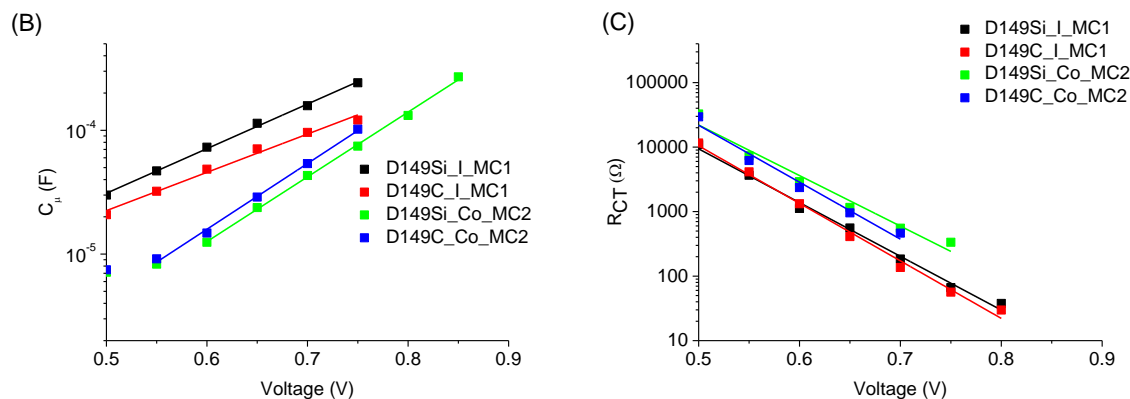 (B)
C_μ (F)
10^-4
10^-5
0.5 0.6 0.7 0.8 0.9
Voltage (V)
D149Si_I_MC1
D149C_I_MC1
D149Si_Co_MC2
D149C_Co_MC2
(C)
R_CT (Ω)
100000
10000
1000
100
10
0.5 0.6 0.7 0.8 0.9
Voltage (V)
D149Si_I_MC1
D149C_I_MC1
D149Si_Co_MC2
D149C_Co_MC2